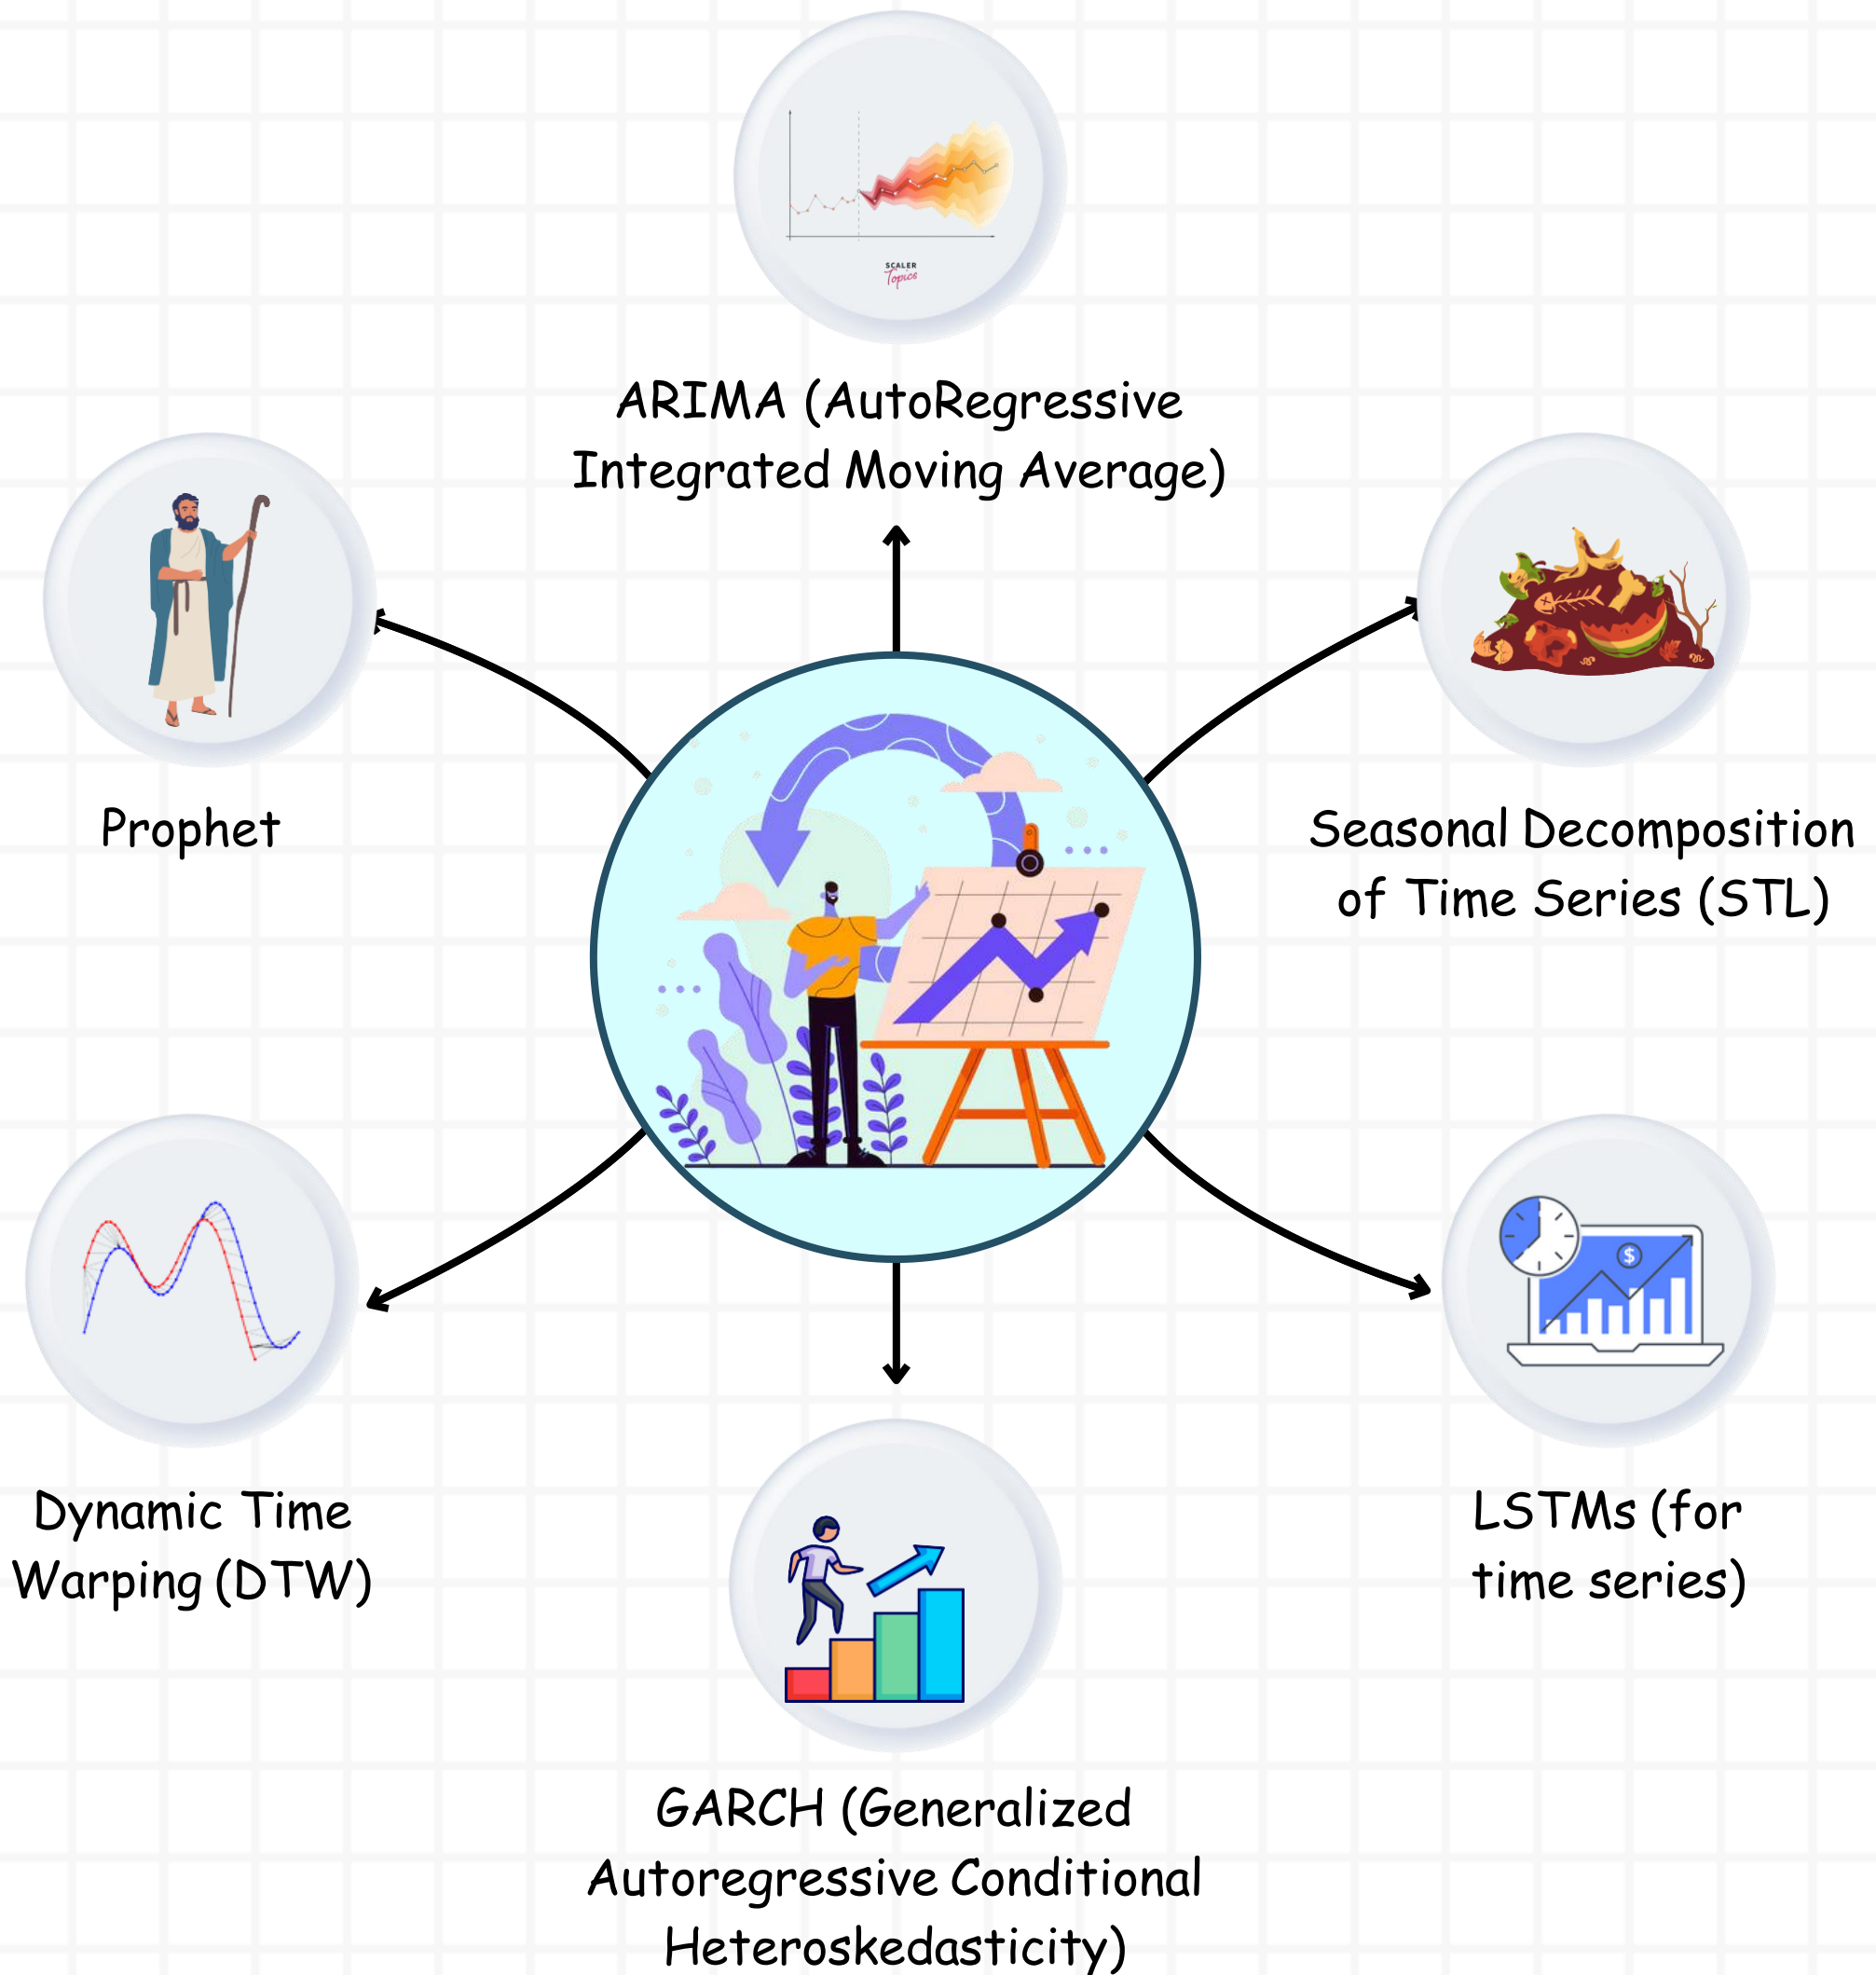 SCALER
Topics
ARIMA (AutoRegressive
Integrated Moving Average)
Prophet
Seasonal Decomposition
of Time Series (STL)
$
Dynamic Time
Warping (DTW)
LSTMs (for
time series)
GARCH (Generalized
Autoregressive Conditional
Heteroskedasticity)